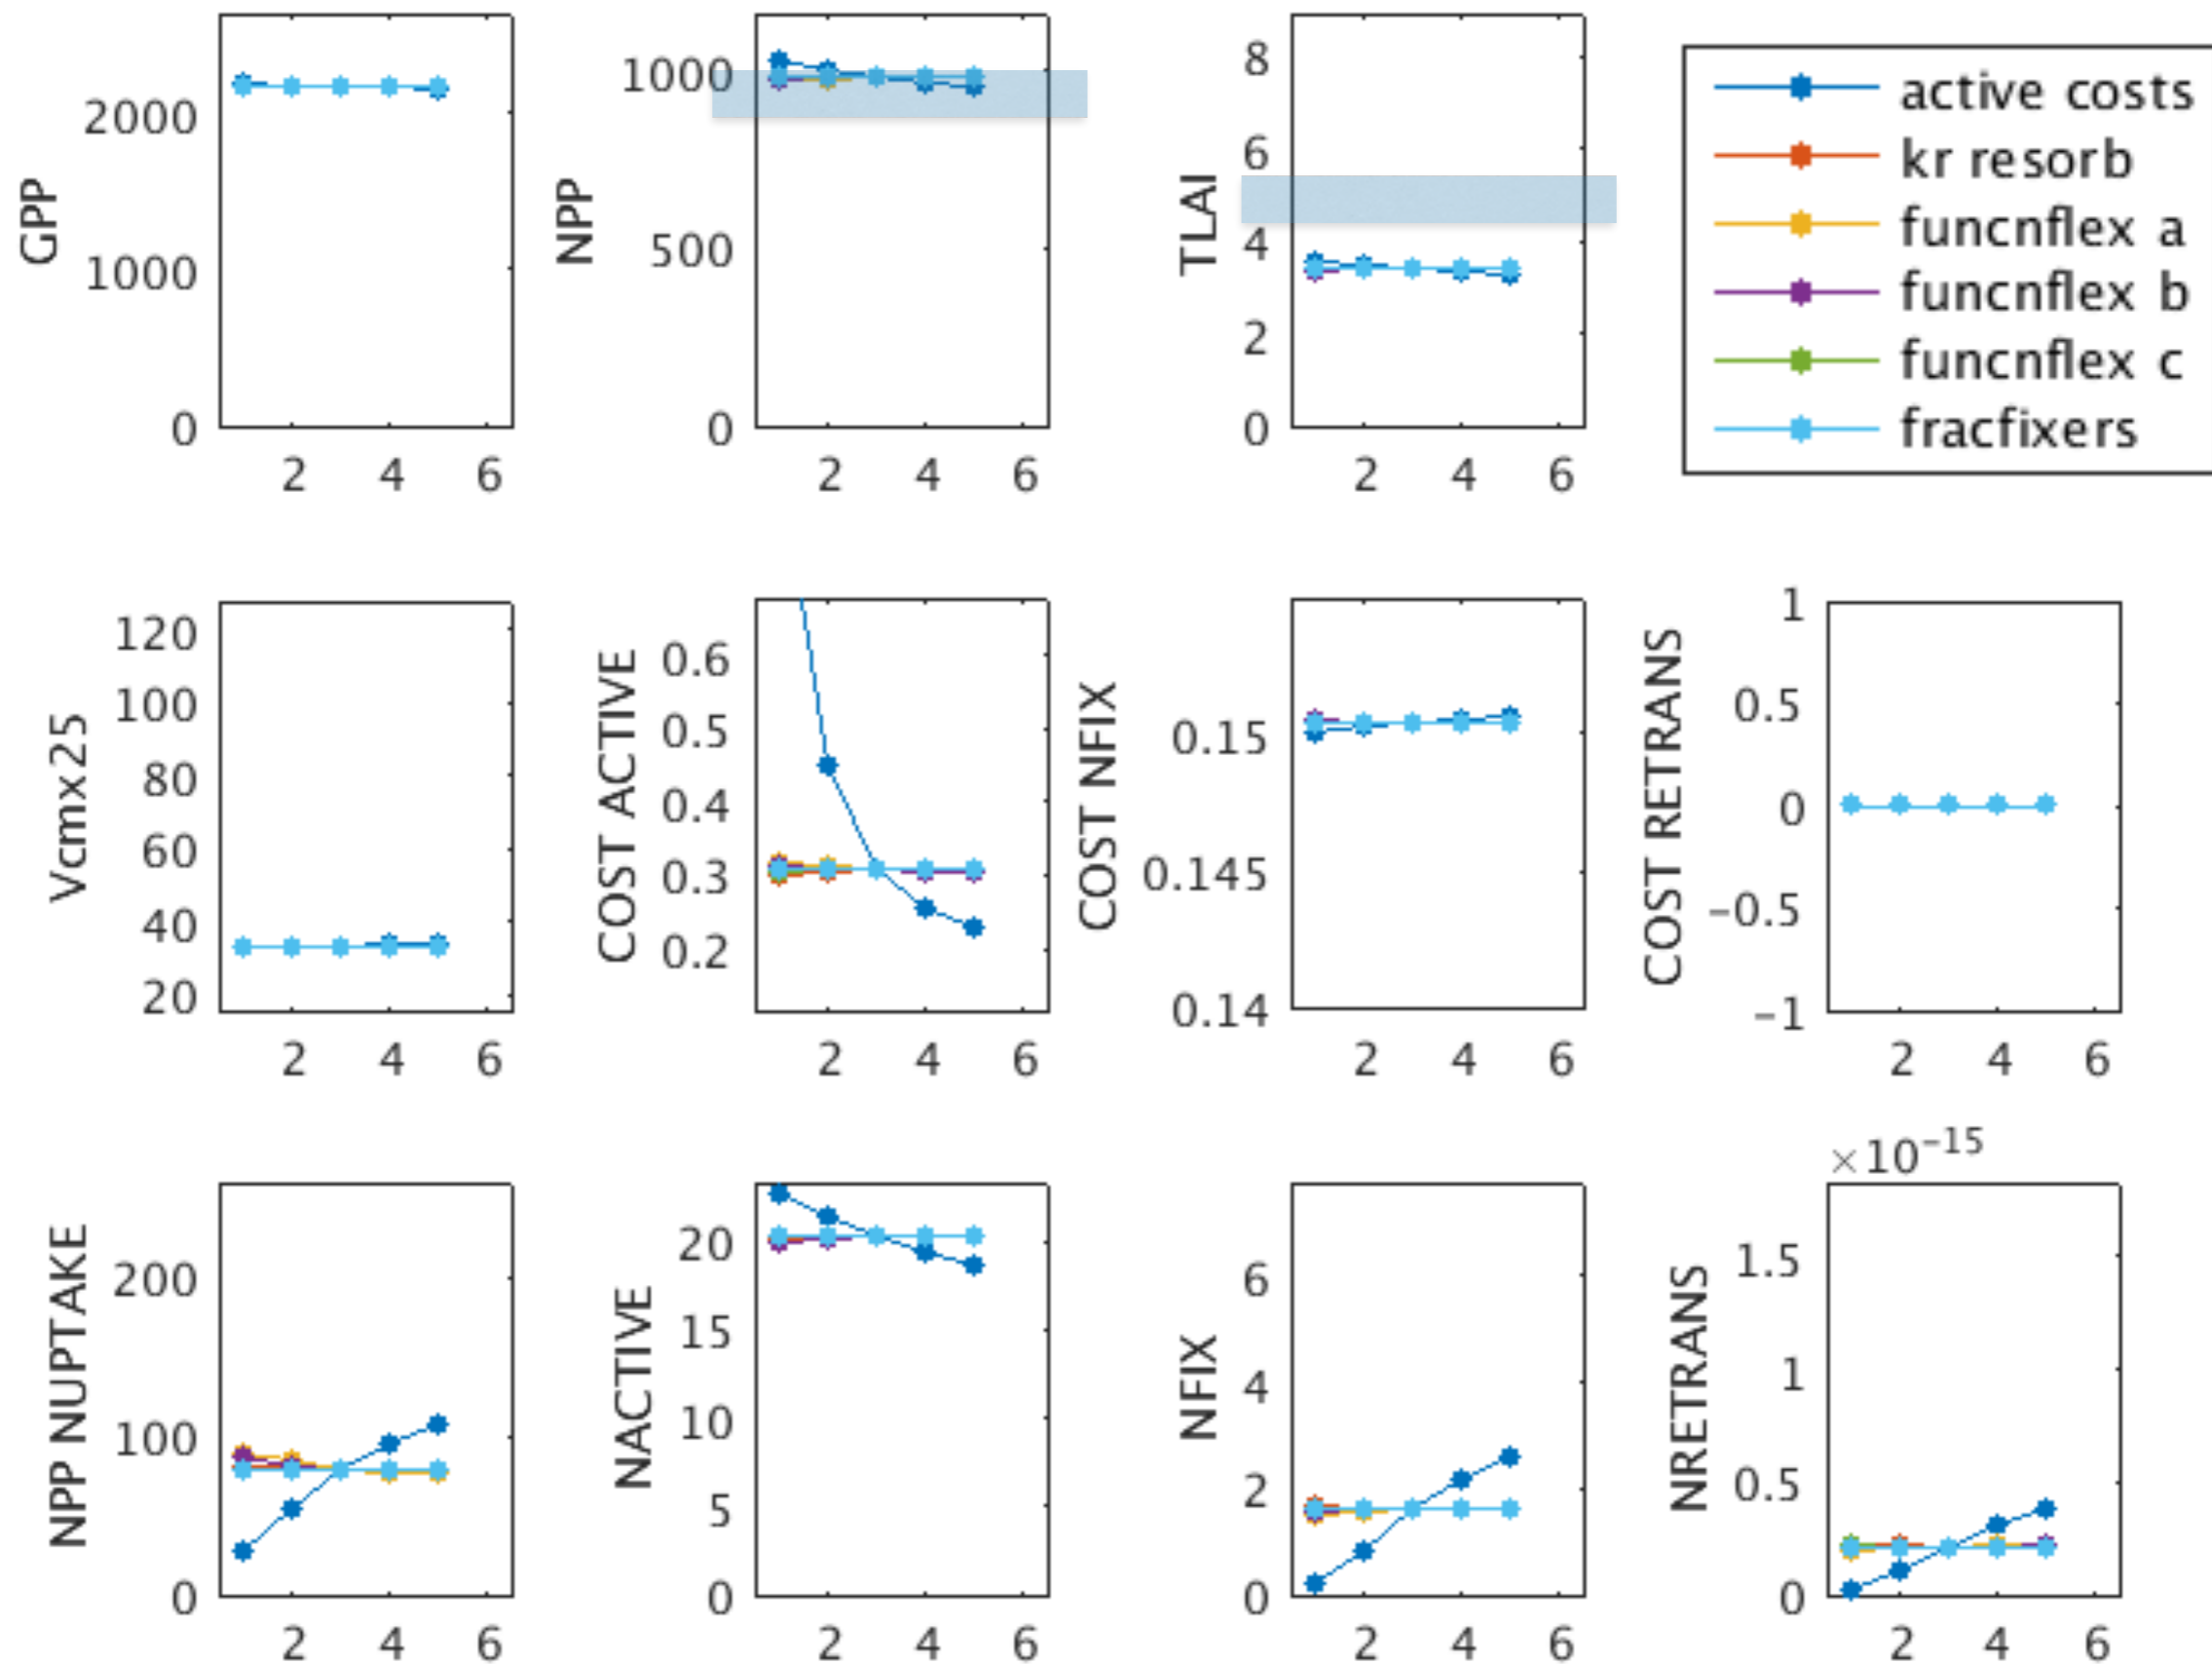 GPP
2000
1000
0
2 4 6
NPP
1000
500
0
2 4 6
TLAI
8
6
4
2
0
2 4 6
active costs
kr resorb
funcnflex a
funcnflex b
funcnflex c
fracfixers
Vcmx25
120
100
80
60
40
20
2 4 6
COST ACTIVE
0.6
0.5
0.4
0.3
0.2
2 4 6
COST NFIX
0.15
0.145
0.14
2 4 6
COST RETRANS
1
0.5
0
-0.5
-1
2 4 6
NPP NUPTAKE
200
100
0
2 4 6
NACTIVE
20
15
10
5
0
2 4 6
NFIX
6
4
2
0
2 4 6
NRETRANS
×10⁻¹⁵
1.5
1
0.5
0
2 4 6